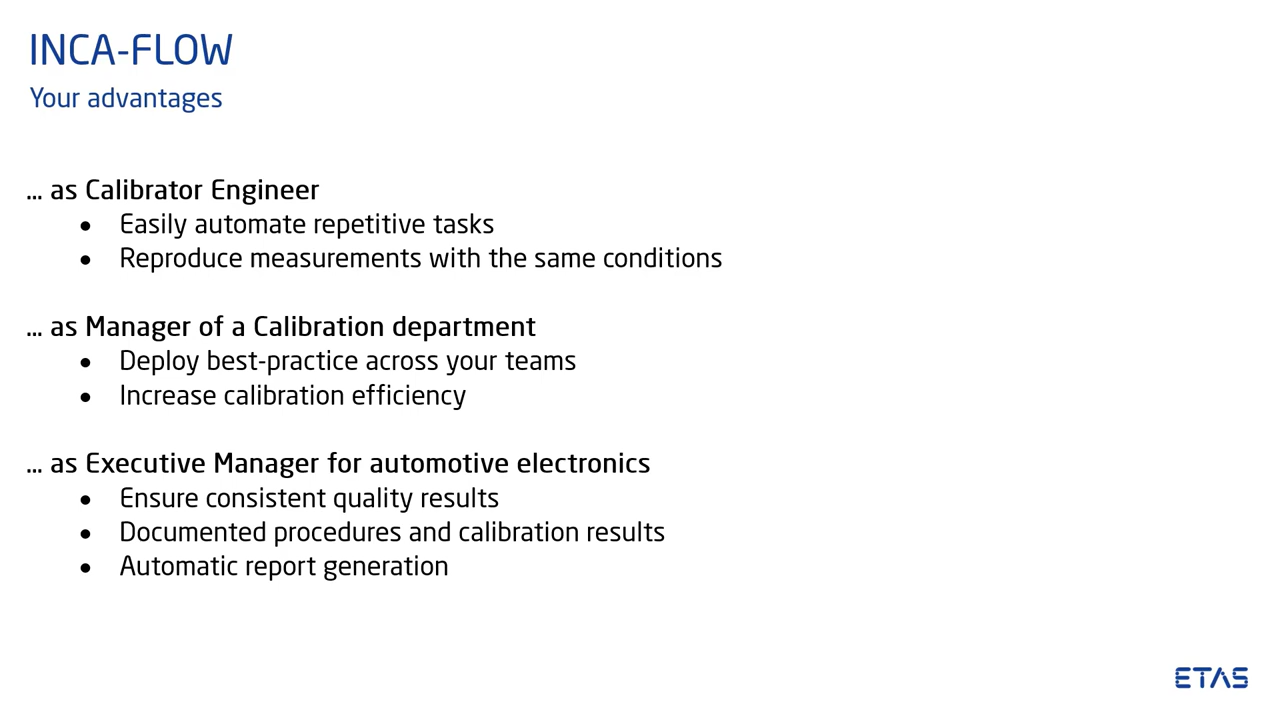 INCA-FLOW
Your advantages
... as Calibrator Engineer
• Easily automate repetitive tasks
• Reproduce measurements with the same conditions
... as Manager of a Calibration department
• Deploy best-practice across your teams
• Increase calibration efficiency
... as Executive Manager for automotive electronics
• Ensure consistent quality results
• Documented procedures and calibration results
• Automatic report generation
ETAS